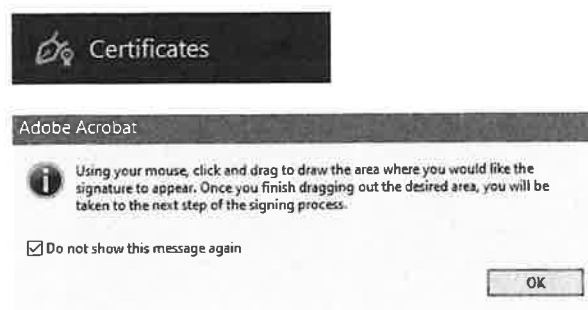 Certificates
Adobe Acrobat
Using your mouse, click and drag to draw the area where you would like the
signature to appear. Once you finish dragging out the desired area, you will be
taken to the next step of the signing process.
Do not show this message again
OK